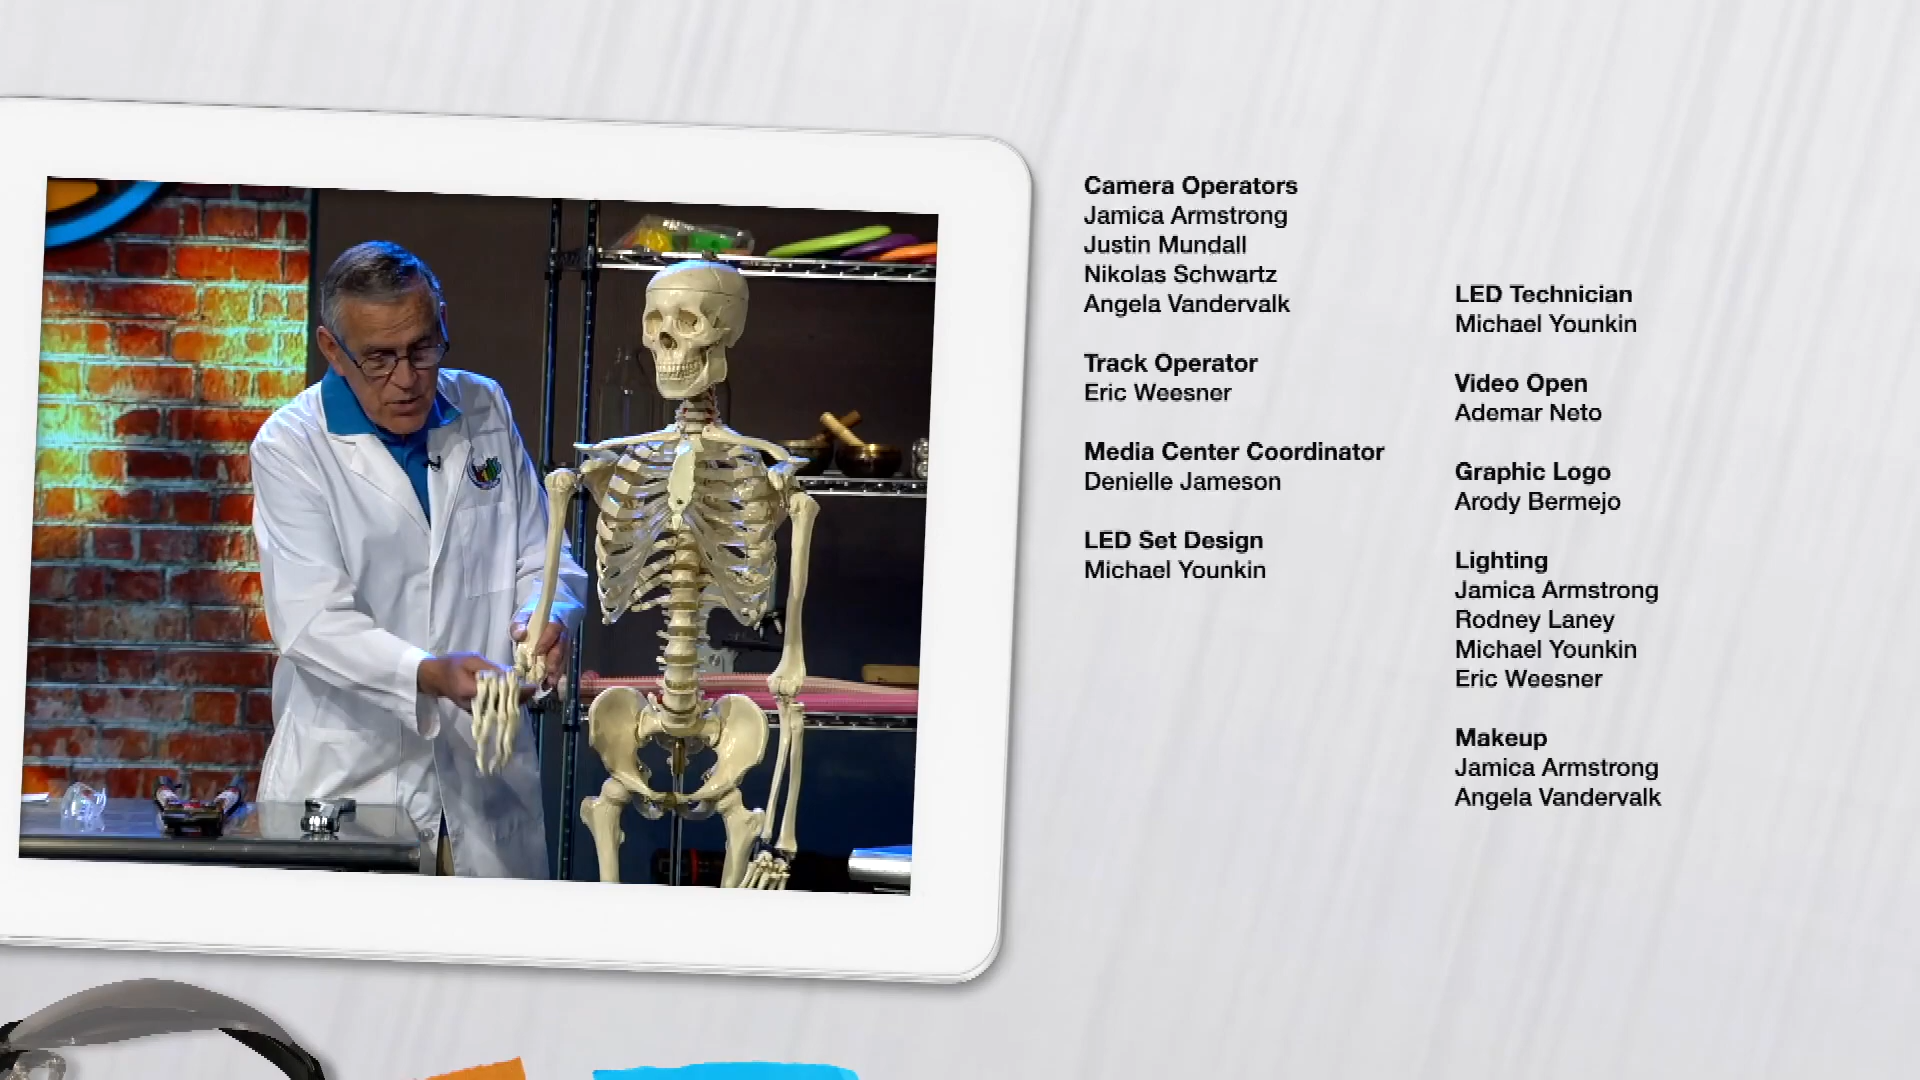 Camera Operators
Jamica Armstrong
Justin Mundall
Nikolas Schwartz
Angela Vandervalk
Track Operator
Eric Weesner
Media Center Coordinator
Denielle Jameson
LED Set Design
Michael Younkin
LED Technician
Michael Younkin
Video Open
Ademar Neto
Graphic Logo
Arody Bermejo
Lighting
Jamica Armstrong
Rodney Laney
Michael Younkin
Eric Weesner
Makeup
Jamica Armstrong
Angela Vandervalk